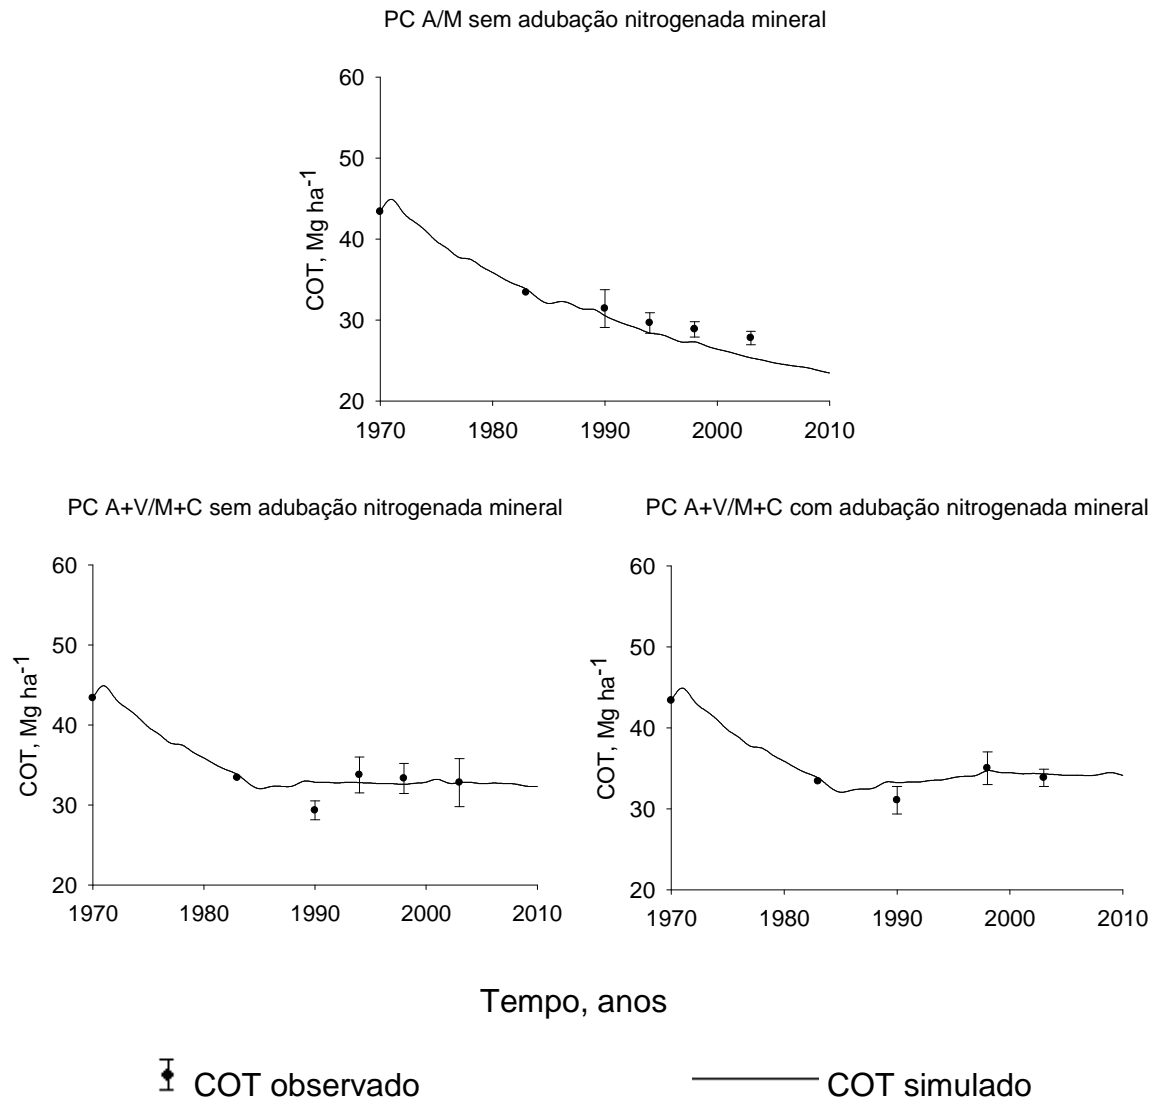 PC A/M sem adubação nitrogenada mineral
60
50
40
30
20
COT, Mg ha-1
1970 1980 1990 2000 2010
PC A+V/M+C sem adubação nitrogenada mineral
60
50
40
30
20
COT, Mg ha-1
1970 1980 1990 2000 2010
PC A+V/M+C com adubação nitrogenada mineral
60
50
40
30
20
COT, Mg ha-1
1970 1980 1990 2000 2010
Tempo, anos
COT observado
COT simulado